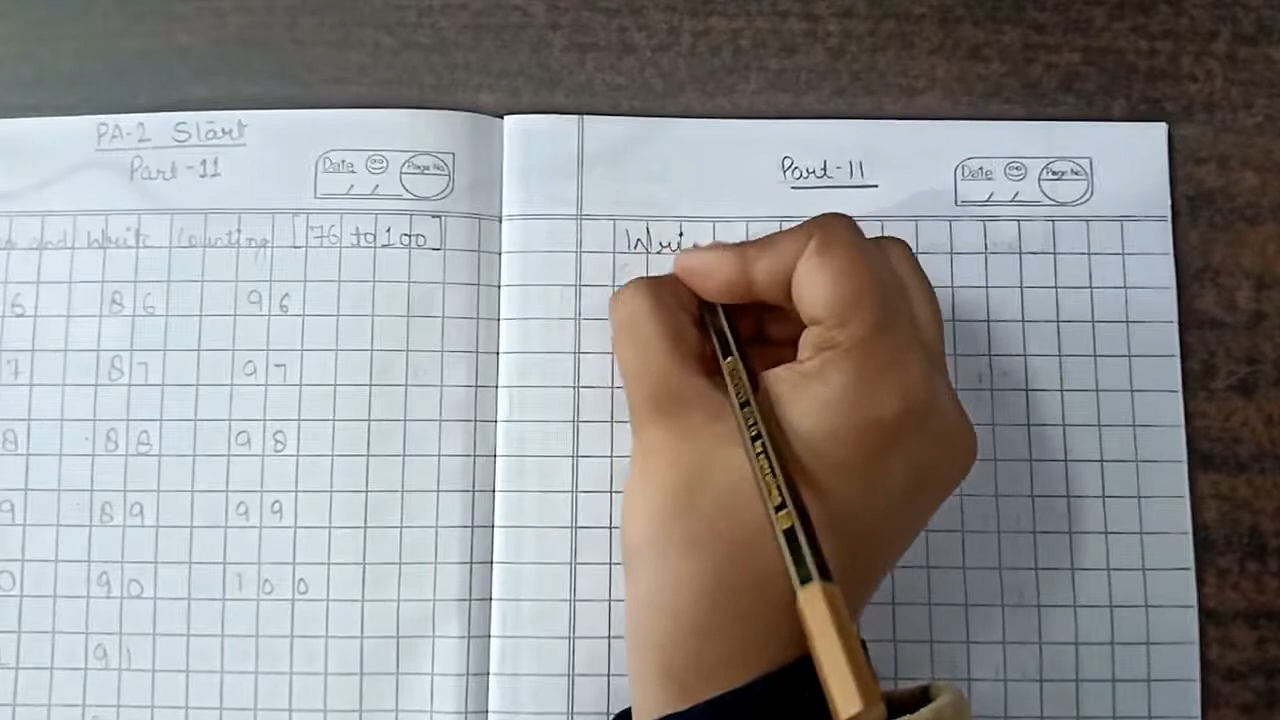 PA-2 Start
Part-11
Date
Page No.
and Write Counting [76 to 100]
6 86 96
7 87 97
8 88 98
9 89 99
0 90 100
91
Part-11
Date
Page No.
Wri